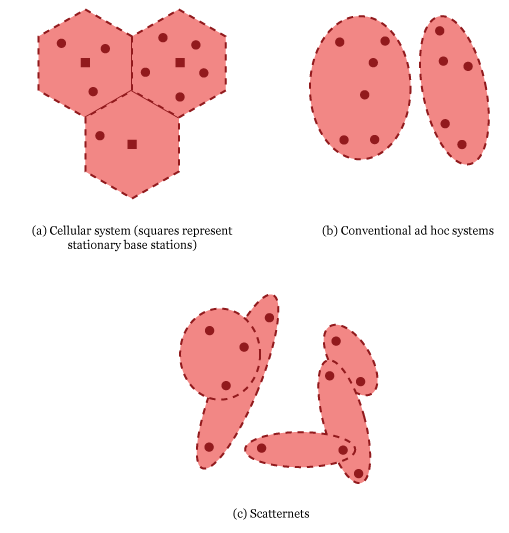 (a) Cellular system (squares represent
stationary base stations)
(b) Conventional ad hoc systems
(c) Scatternets